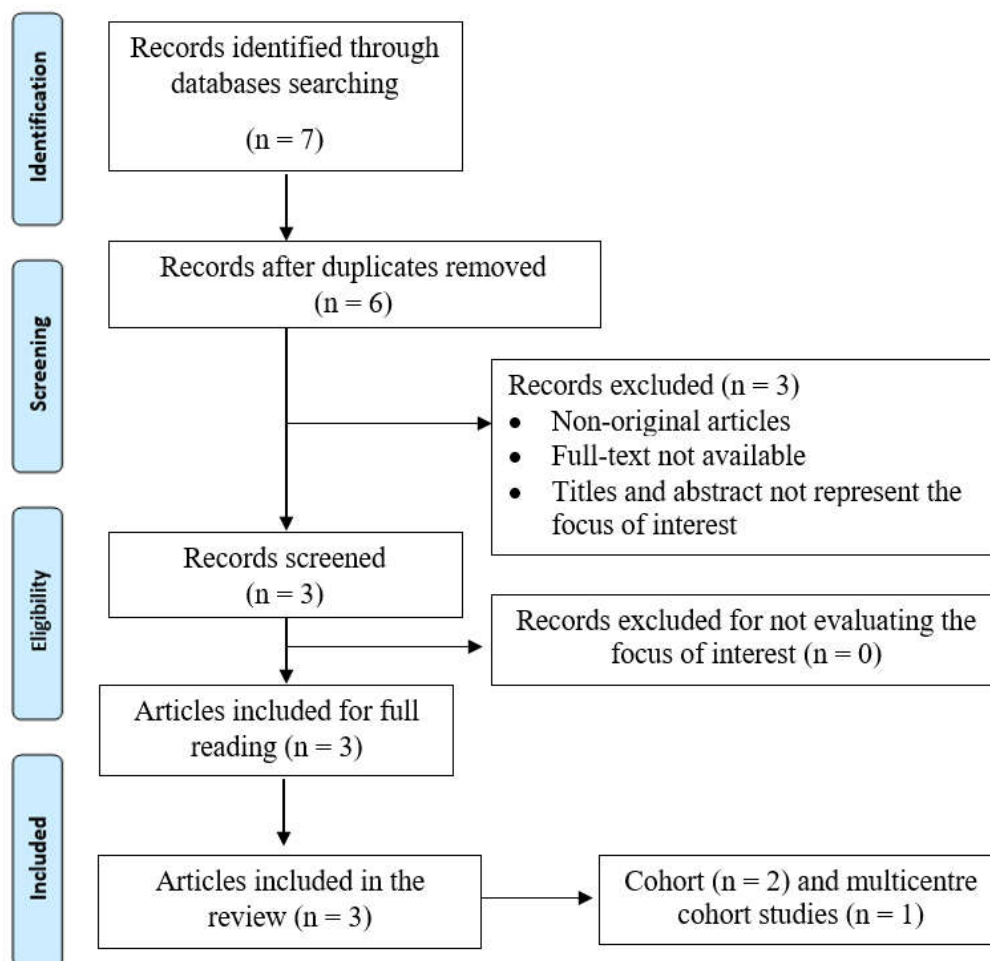 Identification
Records identified through
databases searching
(n = 7)
Screening
Records after duplicates removed
(n = 6)
Records excluded (n = 3)
● Non-original articles
● Full-text not available
● Titles and abstract not represent the
focus of interest
Eligibility
Records screened
(n = 3)
Records excluded for not evaluating the
focus of interest (n = 0)
Articles included for full
reading (n = 3)
Included
Articles included in the
review (n = 3)
Cohort (n = 2) and multicentre
cohort studies (n = 1)